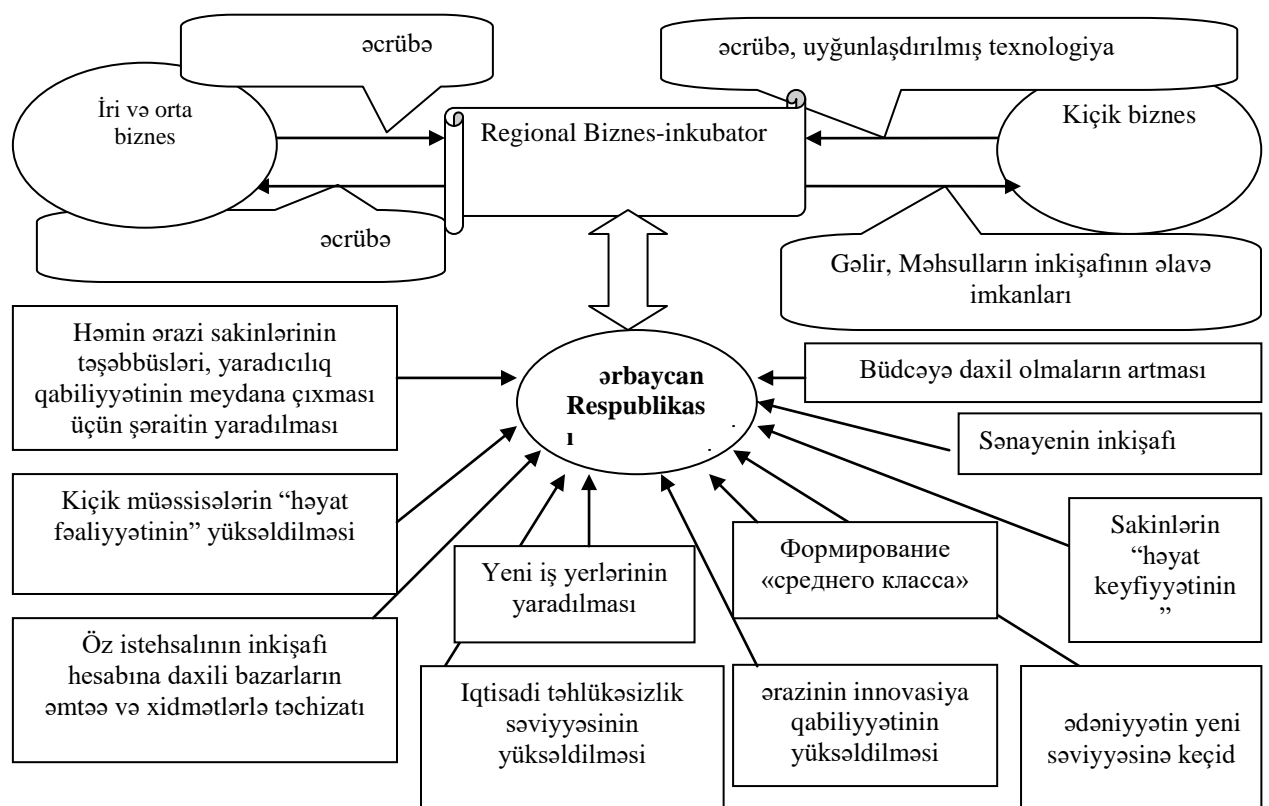 əcrübə
əcrübə, uyğunlaşdırılmış texnologiya
İri və orta
biznes
Regional Biznes-inkubator
Kiçik biznes
əcrübə
Gəlir, Məhsulların inkişafının əlavə
imkanları
Həmin ərazi sakinlərinin
təşəbbüsləri, yaradıcılıq
qabiliyyətinin meydana çıxması
üçün şəraitin yaradılması
ərbaycan
Respublikas
ı
Büdcəyə daxil olmaların artması
Sənayenin inkişafı
Kiçik müəssisələrin “həyat
fəaliyyətinin” yüksəldilməsi
Yeni iş yerlərinin
yaradılması
Формирование
«среднего класса»
Sakinlərin
“həyat
keyfiyyətinin
”
Öz istehsalının inkişafı
hesabına daxili bazarların
əmtəə və xidmətlərlə təchizatı
Iqtisadi təhlükəsizlik
səviyyəsinin
yüksəldilməsi
ərazinin innovasiya
qabiliyyətinin
yüksəldilməsi
ədəniyyətin yeni
səviyyəsinə keçid